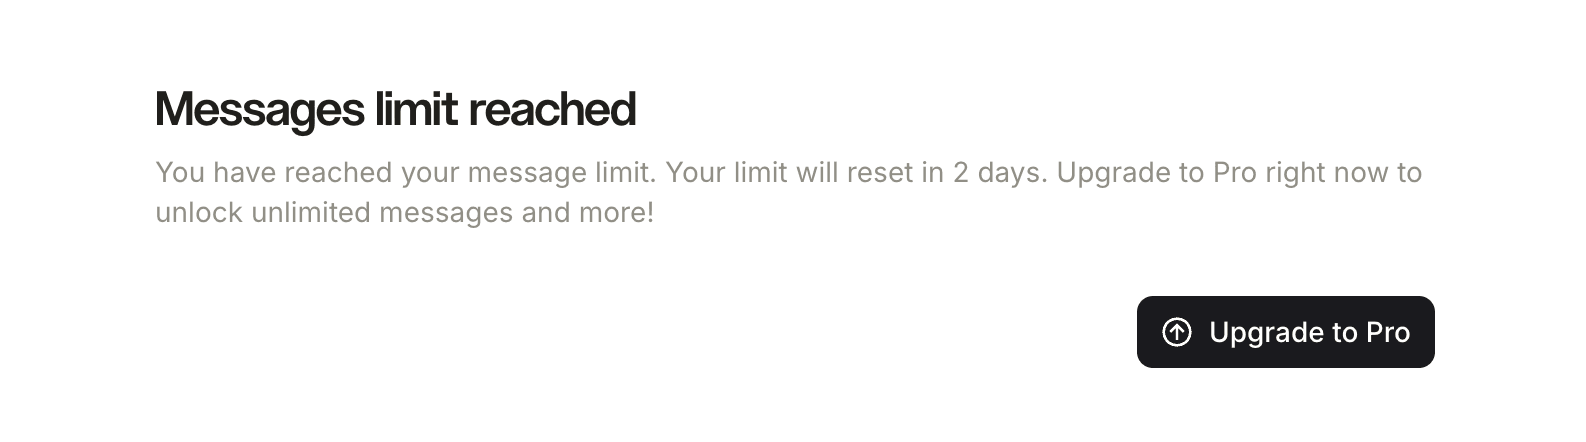 Messages limit reached
You have reached your message limit. Your limit will reset in 2 days. Upgrade to Pro right now to
unlock unlimited messages and more!
Upgrade to Pro